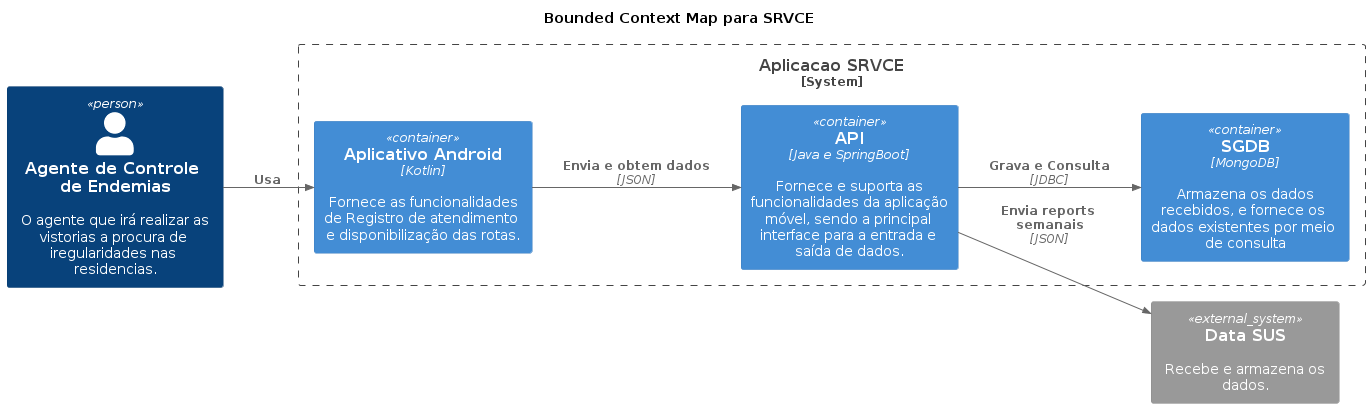 Bounded Context Map para SRVCE
Aplicacao SRVCE
[System]
«person»
Agente de Controle
de Endemias
O agente que irá realizar as
vistorias a procura de
iregularidades nas
residencias.
Usa
«container»
Aplicativo Android
[Kotlin]
Fornece as funcionalidades
de Registro de atendimento
e disponibilização das rotas.
Envia e obtem dados
[JSON]
«container»
API
[Java e SpringBoot]
Fornece e suporta as
funcionalidades da aplicação
móvel, sendo a principal
interface para a entrada e
saída de dados.
Grava e Consulta
[JDBC]
Envia reports
semanais
[JSON]
«container»
SGDB
[MongoDB]
Armazena os dados
recebidos, e fornece os
dados existentes por meio
de consulta
«external_system»
Data SUS
Recebe e armazena os
dados.